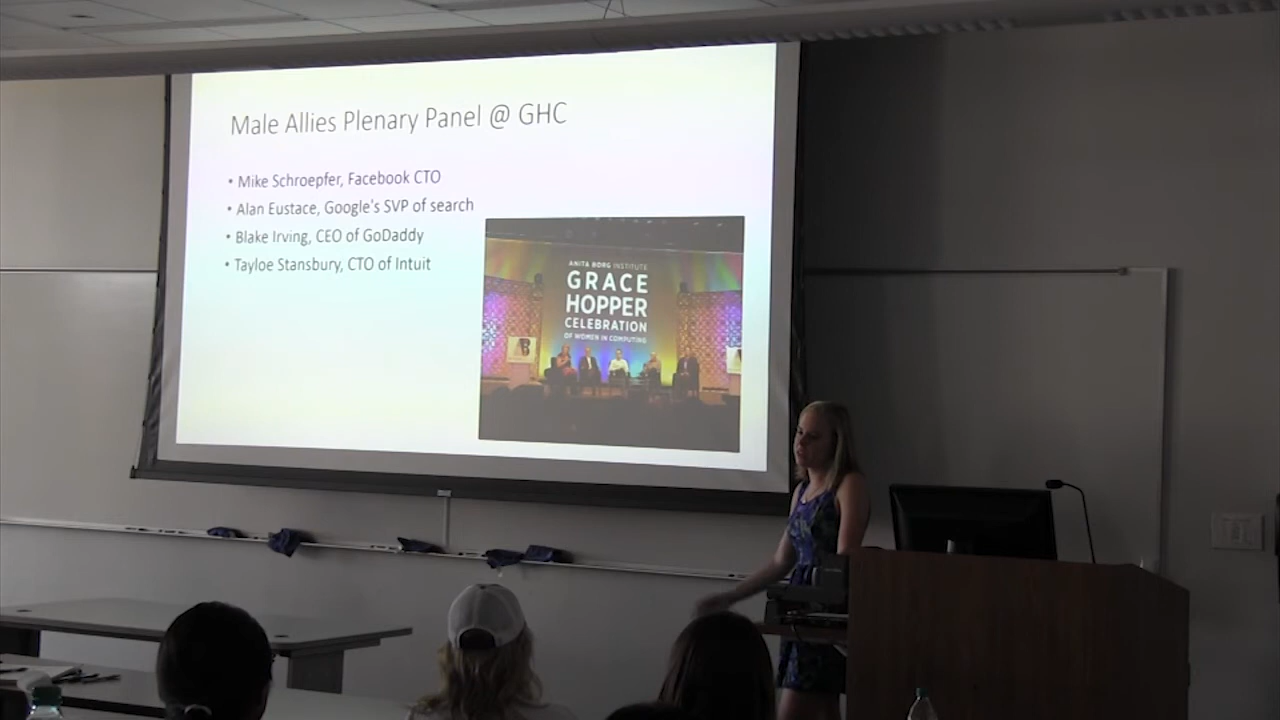 Male Allies Plenary Panel @ GHC
• Mike Schroepfer, Facebook CTO
• Alan Eustace, Google's SVP of search
• Blake Irving, CEO of GoDaddy
• Tayloe Stansbury, CTO of Intuit
ANITA BORG INSTITUTE
GRACE
HOPPER
CELEBRATION
OF WOMEN IN COMPUTING